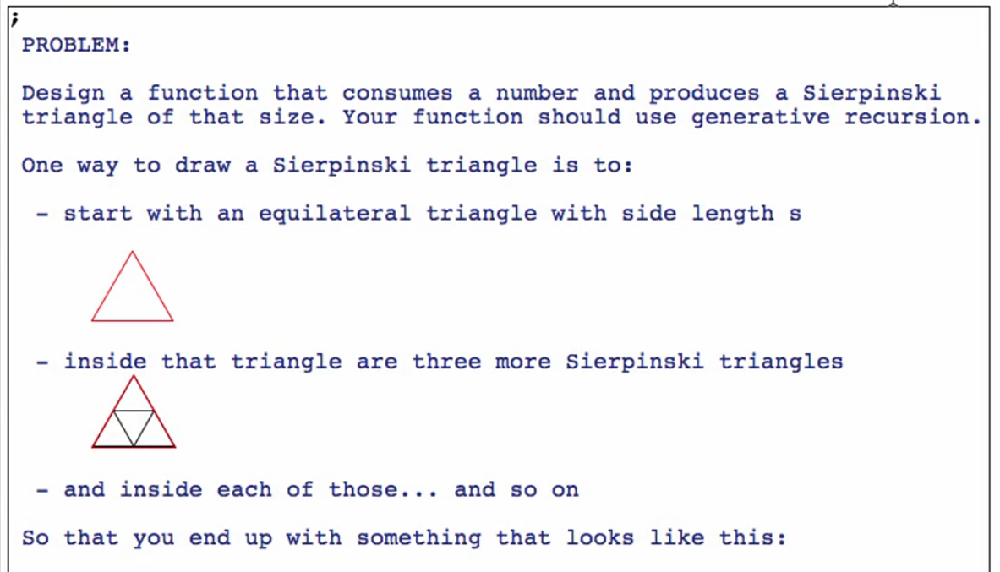 ;
PROBLEM:
Design a function that consumes a number and produces a Sierpinski
triangle of that size. Your function should use generative recursion.
One way to draw a Sierpinski triangle is to:
- start with an equilateral triangle with side length s
- inside that triangle are three more Sierpinski triangles
- and inside each of those... and so on
So that you end up with something that looks like this: